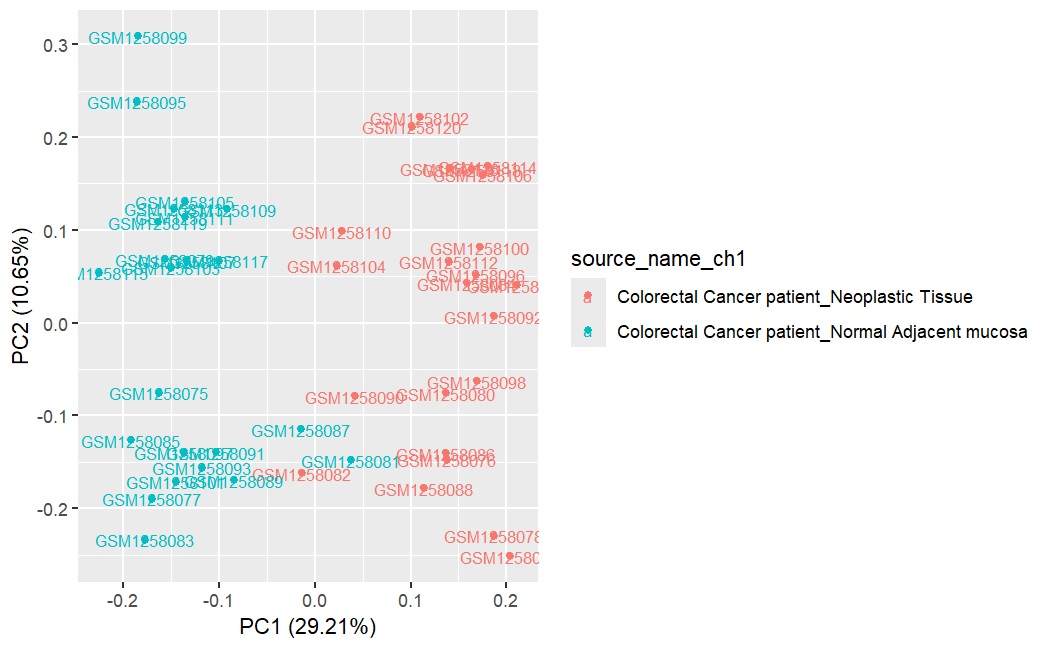 0.3
0.2
0.1
0.0
-0.1
-0.2
PC2 (10.65%)
GSM1258099
GSM1258095
GSM1258102
GSM1258120
GSM1258114
GSM1258106
GSM1258105
GSM1258109
GSM1258111
GSM1258119
GSM1258110
GSM1258100
GSM1258104
GSM1258112
GSM1258117
GSM1258103
GSM1258096
GSM1258092
GSM1258098
GSM1258075
GSM1258090
GSM1258080
GSM1258087
GSM1258085
GSM1258091
GSM1258081
GSM1258086
GSM1258076
GSM1258093
GSM1258082
GSM1258089
GSM1258088
GSM1258077
GSM1258083
GSM1258078
-0.2
-0.1
0.0
0.1
0.2
PC1 (29.21%)
source_name_ch1
a Colorectal Cancer patient_Neoplastic Tissue
a Colorectal Cancer patient_Normal Adjacent mucosa